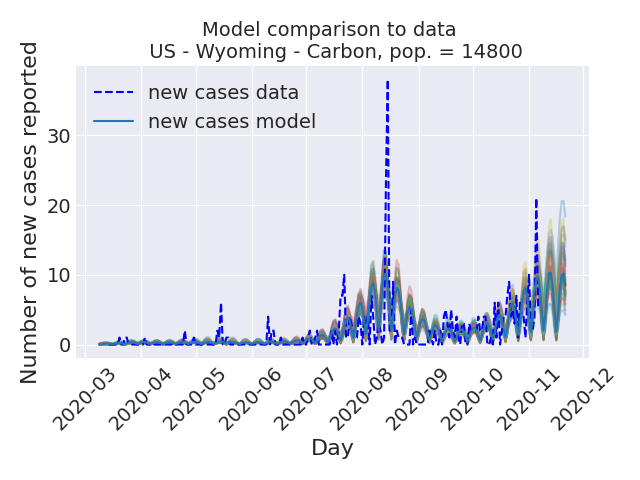 Model comparison to data
US - Wyoming - Carbon, pop. = 14800
Number of new cases reported
new cases data
new cases model
30
20
10
0
2020-03
2020-04
2020-05
2020-06
2020-07
2020-08
2020-09
2020-10
2020-11
2020-12
Day